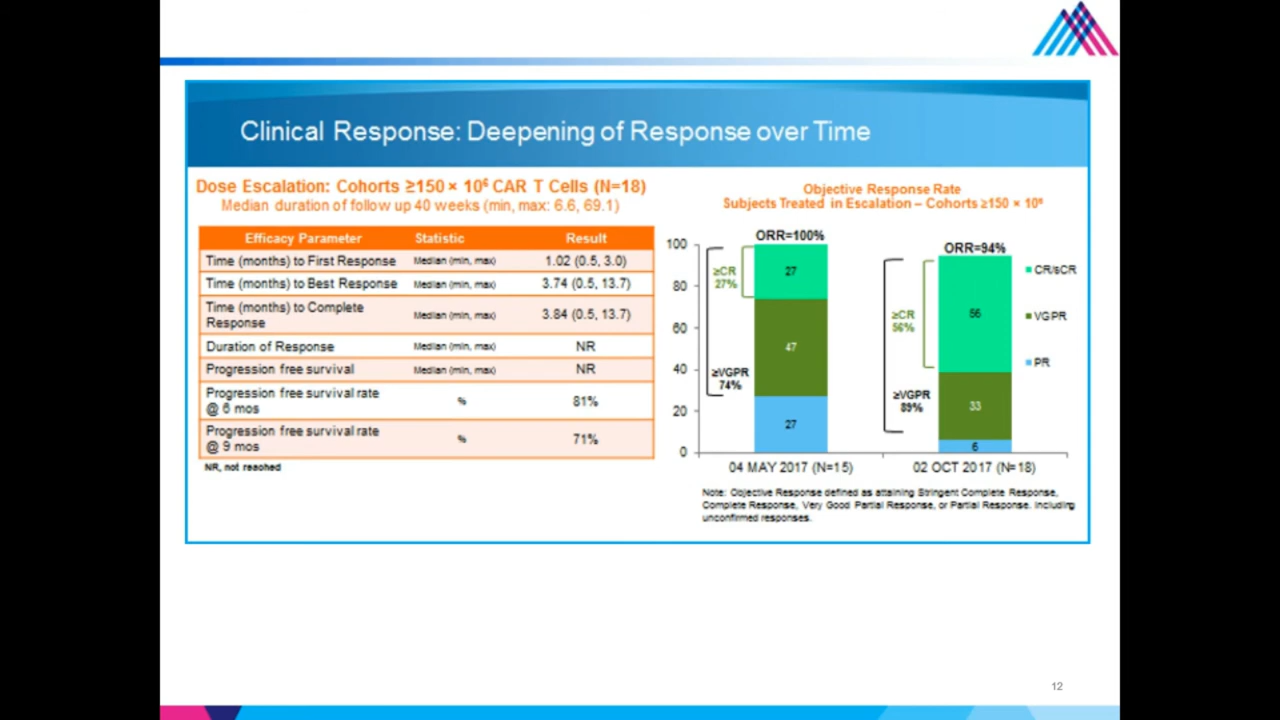 Clinical Response: Deepening of Response over Time
Dose Escalation: Cohorts ≥150 × 10⁶ CAR T Cells (N=18)
Median duration of follow up 40 weeks (min, max: 6.6, 69.1)
Efficacy Parameter Statistic Result
Time (months) to First Response Median (min, max) 1.02 (0.5, 3.0)
Time (months) to Best Response Median (min, max) 3.74 (0.5, 13.7)
Time (months) to Complete
Response Median (min, max) 3.84 (0.5, 13.7)
Duration of Response Median (min, max) NR
Progression free survival Median (min, max) NR
Progression free survival rate
@ 6 mos % 81%
Progression free survival rate
@ 9 mos % 71%
NR, not reached
Objective Response Rate
Subjects Treated in Escalation – Cohorts ≥150 × 10⁶
100
80
60
40
20
0
ORR=100%
≥CR
27%
≥VGPR
74%
27
47
27
04 MAY 2017 (N=15)
ORR=94%
≥CR
56%
≥VGPR
89%
56
33
6
02 OCT 2017 (N=18)
CR/sCR
VGPR
PR
Note: Objective Response defined as attaining Stringent Complete Response,
Complete Response, Very Good Partial Response, or Partial Response. Including
unconfirmed responses.
12